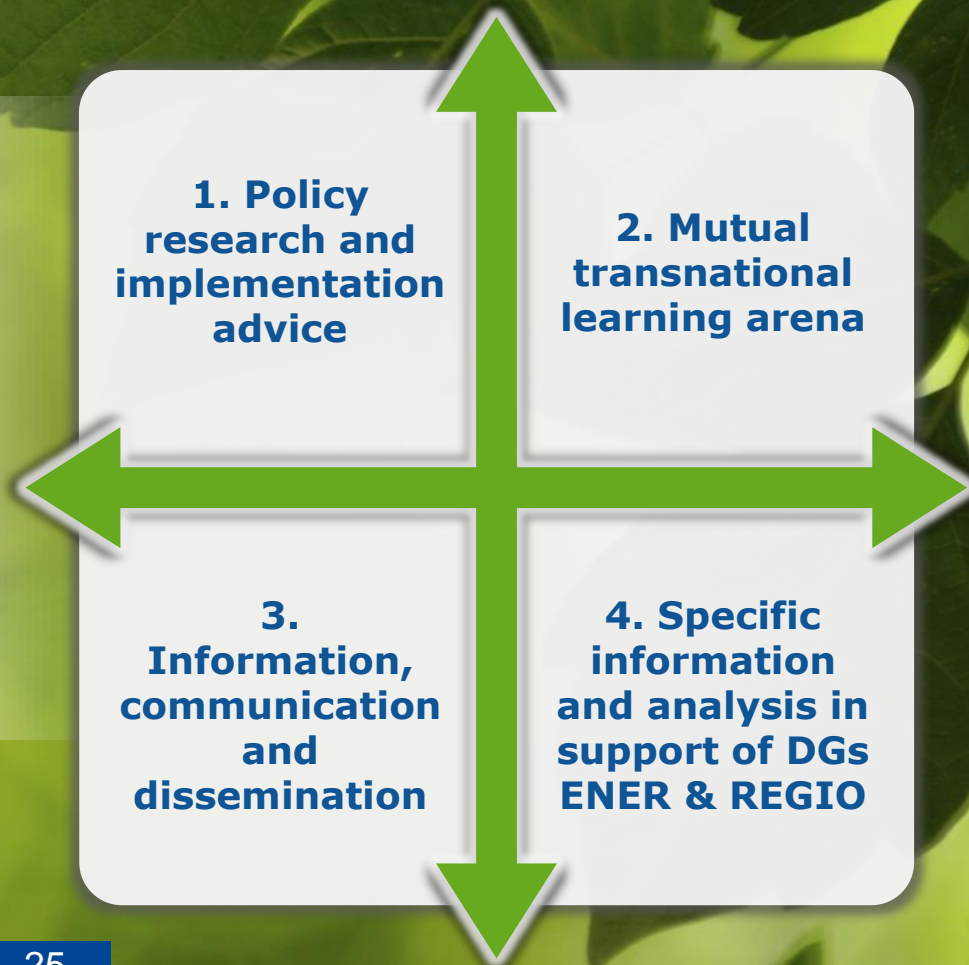 1. Policy
research and
implementation
advice
2. Mutual
transnational
learning arena
3.
Information,
communication
and
dissemination
4. Specific
information
and analysis in
support of DGs
ENER & REGIO
25